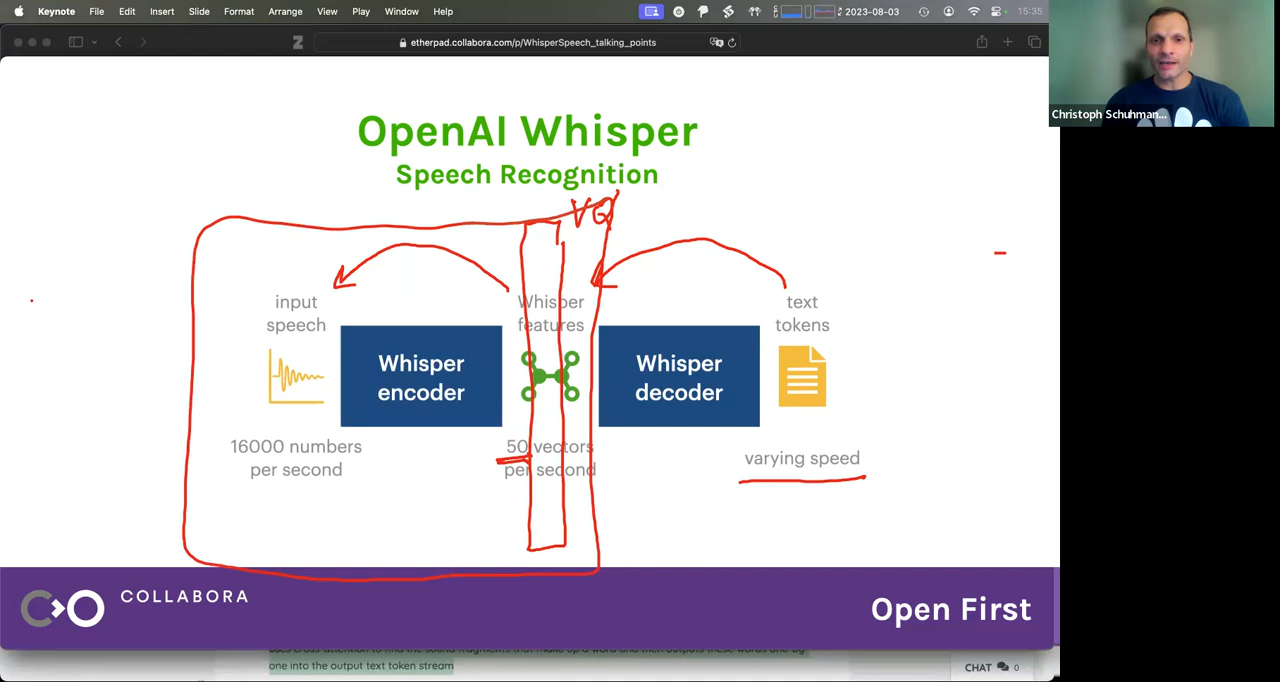 Keynote File Edit Insert Slide Format Arrange View Play Window Help 2023-08-03 15:35
etherpad.collabora.com/p/WhisperSpeech_talking_points
Christoph Schuhman...
OpenAI Whisper
Speech Recognition
VQ
input
speech
Whisper
encoder
Whisper
features
Whisper
decoder
text
tokens
16000 numbers
per second
50 vectors
per second
varying speed
COLLABORA
Open First
one into the output text token stream
CHAT 0